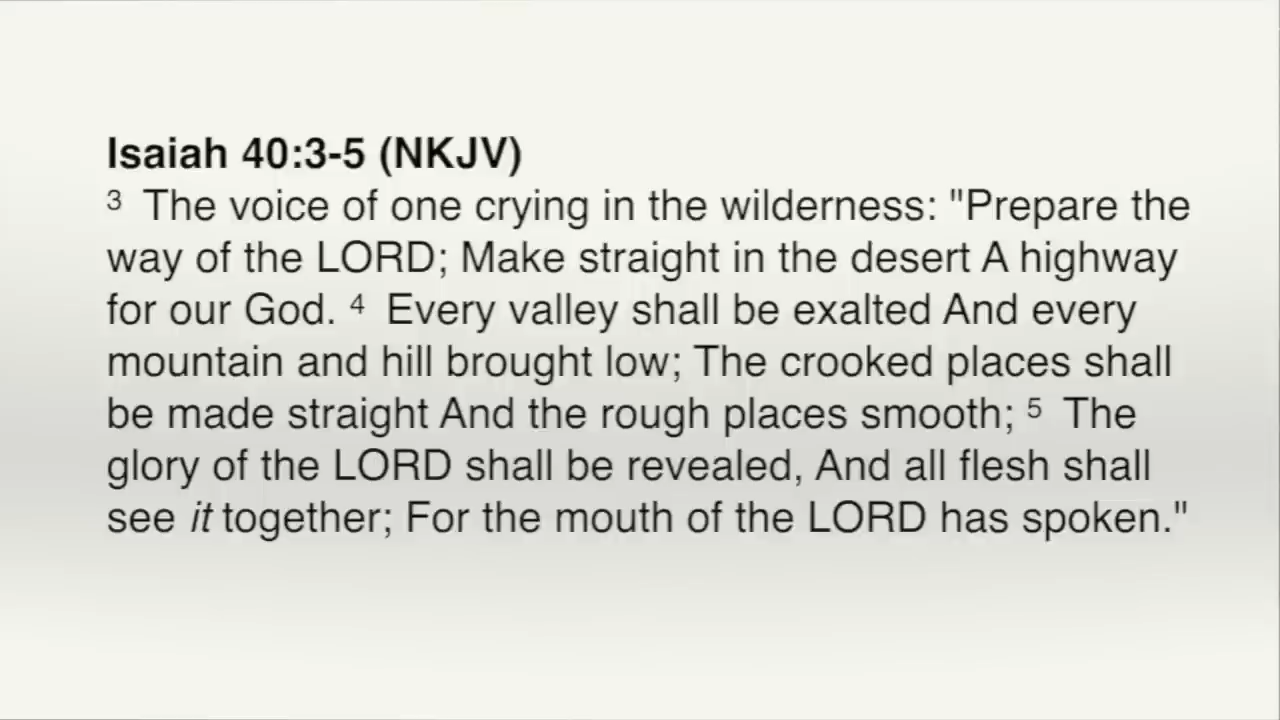 Isaiah 40:3-5 (NKJV)
3 The voice of one crying in the wilderness: "Prepare the
way of the LORD; Make straight in the desert A highway
for our God. 4 Every valley shall be exalted And every
mountain and hill brought low; The crooked places shall
be made straight And the rough places smooth; 5 The
glory of the LORD shall be revealed, And all flesh shall
see it together; For the mouth of the LORD has spoken."